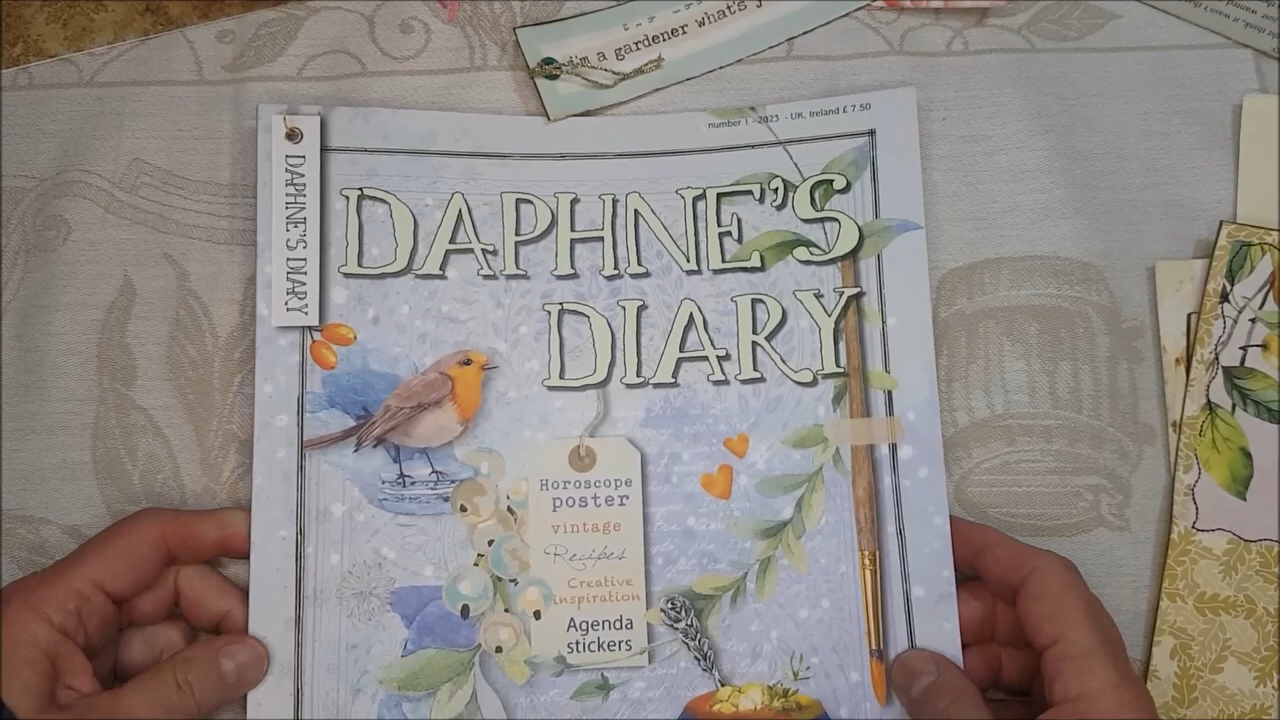 i'm a gardener what's
number 1 - 2023 - UK, Ireland £ 7.50
DAPHNE'S DIARY
DAPHNE'S
DIARY
Horoscope
poster
vintage
Recipes
Creative
inspiration
Agenda
stickers